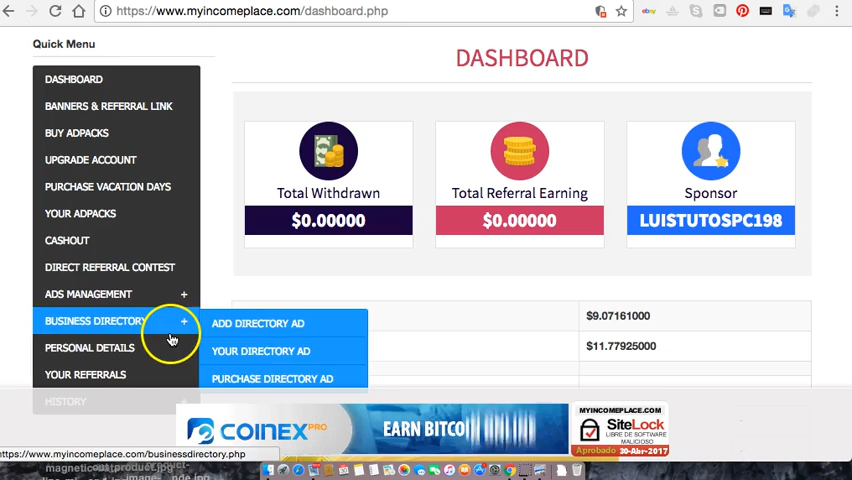 https://www.myincomeplace.com/dashboard.php
ebay
Quick Menu
DASHBOARD
DASHBOARD
BANNERS & REFERRAL LINK
BUY ADPACKS
UPGRADE ACCOUNT
PURCHASE VACATION DAYS
YOUR ADPACKS
CASHOUT
DIRECT REFERRAL CONTEST
ADS MANAGEMENT +
BUSINESS DIRECTORY +
PERSONAL DETAILS
YOUR REFERRALS
HISTORY
Total Withdrawn
$0.00000
Total Referral Earning
$0.00000
Sponsor
LUISTUTOSPC198
ADD DIRECTORY AD
YOUR DIRECTORY AD
PURCHASE DIRECTORY AD
$9.07161000
$11.77925000
COINEX PRO
EARN BITCO
MYINCOMEPLACE.COM
SiteLock
LIBRE DE SOFTWARE
MALICIOSO
Aprobado 30-Abr-2017
https://www.myincomeplace.com/businessdirectory.php